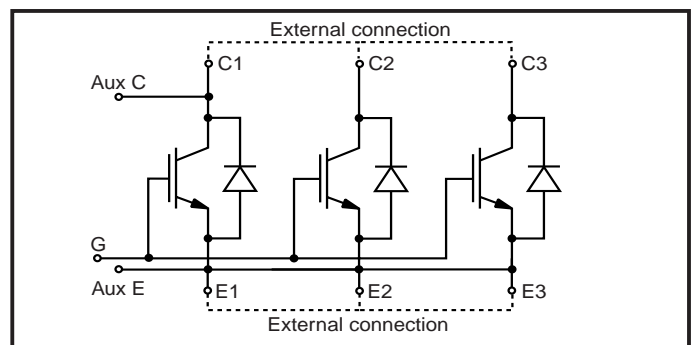 External connection
C1
C2
C3
Aux C
G
Aux E
E1
E2
E3
External connection